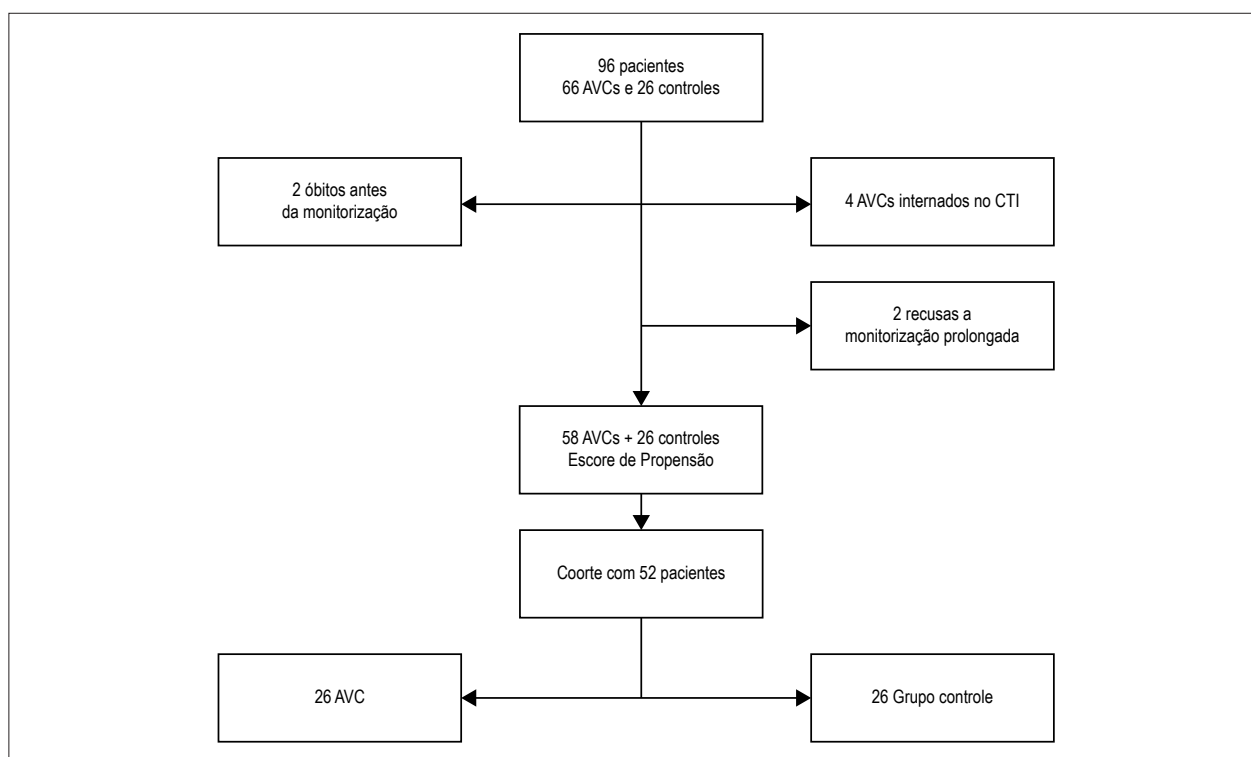 96 pacientes
66 AVCs e 26 controles
2 óbitos antes
da monitorização
4 AVCs internados no CTI
2 recusas a
monitorização prolongada
58 AVCs + 26 controles
Escore de Propensão
Coorte com 52 pacientes
26 AVC
26 Grupo controle